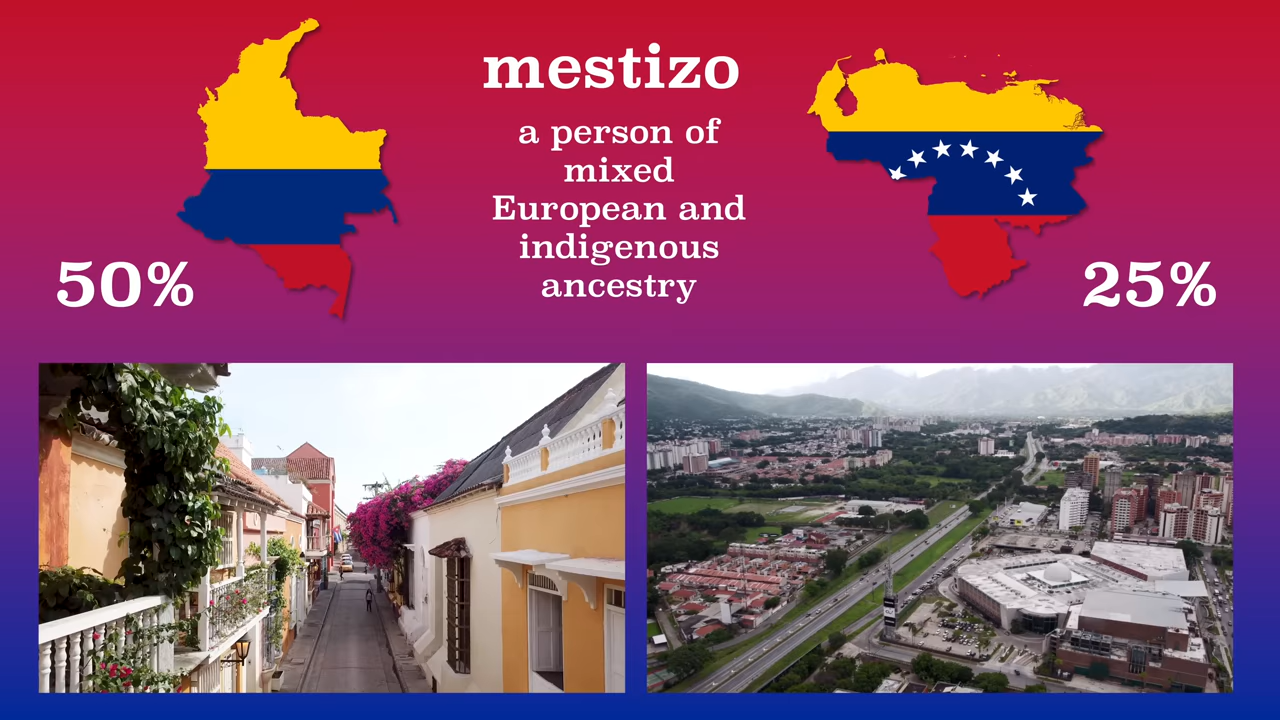 mestizo
a person of
mixed
European and
indigenous
ancestry
50%
25%